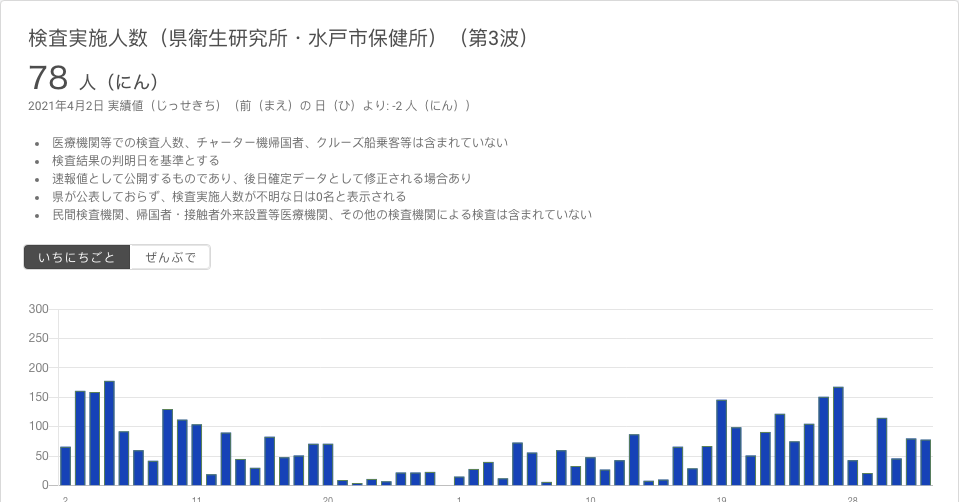 検査実施人数（県衛生研究所・水戸市保健所）（第3波）
78 人（にん）
2021年4月2日 実績値（じっせきち）（前（まえ）の 日（ひ）より: -2 人（にん））
• 医療機関等での検査人数、チャーター機帰国者、クルーズ船乗客等は含まれていない
• 検査結果の判明日を基準とする
• 速報値として公開するものであり、後日確定データとして修正される場合あり
• 県が公表しておらず、検査実施人数が不明な日は0名と表示される
• 民間検査機関、帰国者・接触者外来設置等医療機関、その他の検査機関による検査は含まれていない
いちにちごと ぜんぶで
300
250
200
150
100
50
0
2 11 20 1 10 19 28